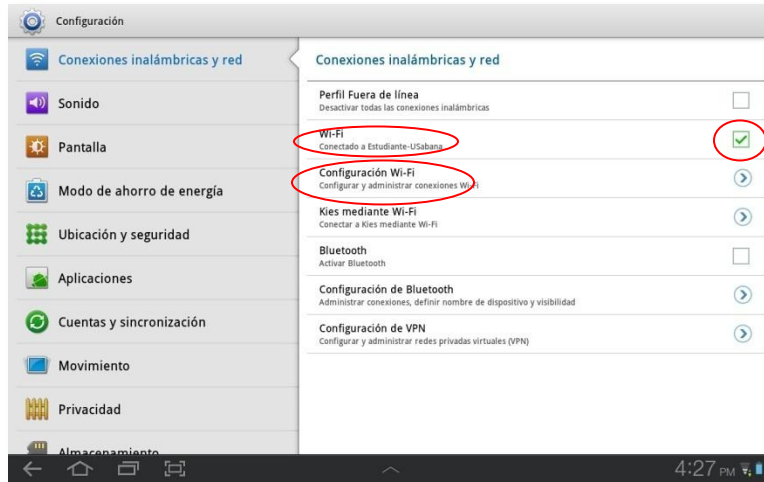 Configuración
Conexiones inalámbricas y red
Sonido
Pantalla
Modo de ahorro de energía
Ubicación y seguridad
Aplicaciones
Cuentas y sincronización
Movimiento
Privacidad
Almacenamiento
Conexiones inalámbricas y red
Perfil Fuera de línea
Desactivar todas las conexiones inalámbricas
Wi-Fi
Conectado a Estudiante-USabana
Configuración Wi-Fi
Configurar y administrar conexiones Wi-Fi
Kies mediante Wi-Fi
Conectar a Kies mediante Wi-Fi
Bluetooth
Activar Bluetooth
Configuración de Bluetooth
Administrar conexiones, definir nombre de dispositivo y visibilidad
Configuración de VPN
Configurar y administrar redes privadas virtuales (VPN)
4:27 PM